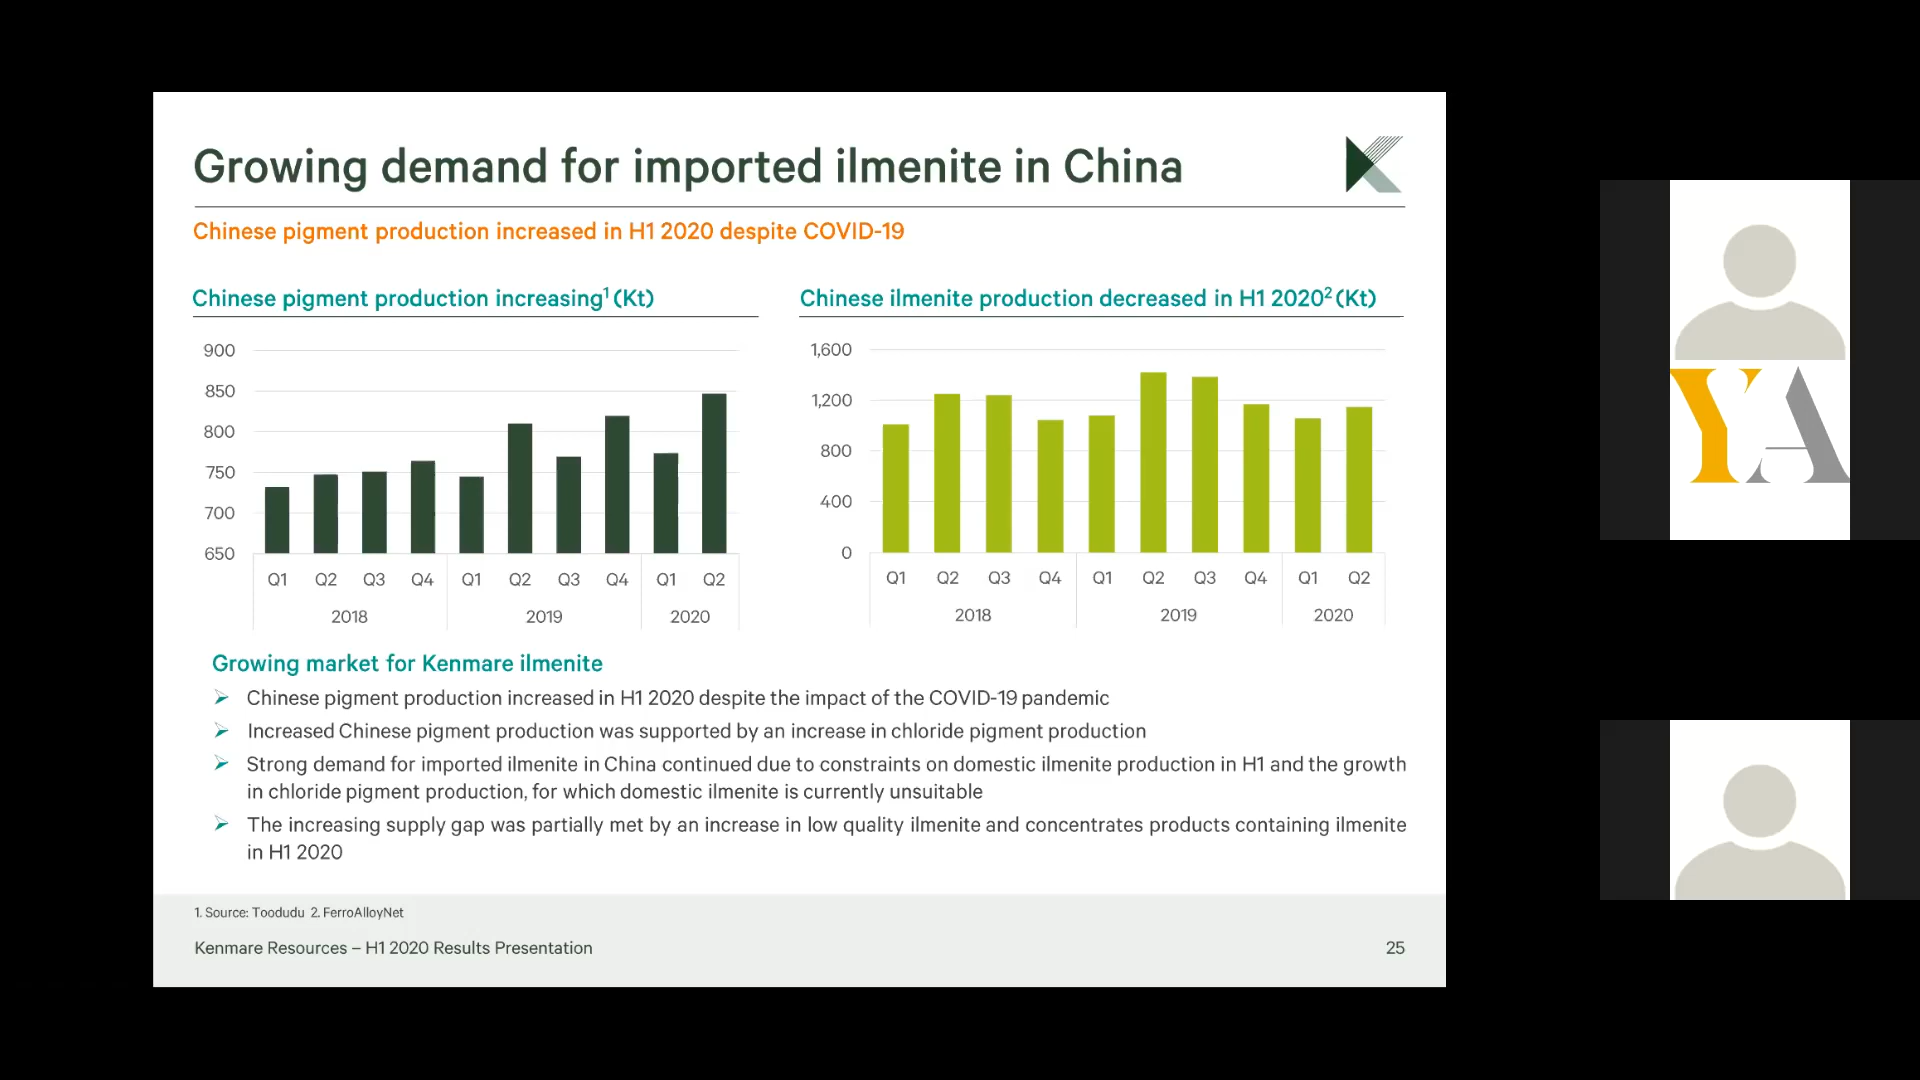 Growing demand for imported ilmenite in China
Chinese pigment production increased in H1 2020 despite COVID-19
Chinese pigment production increasing1 (Kt)
900
850
800
750
700
650
Q1 Q2 Q3 Q4 Q1 Q2 Q3 Q4 Q1 Q2
2018 2019 2020
Chinese ilmenite production decreased in H1 20202 (Kt)
1,600
1,200
800
400
0
Q1 Q2 Q3 Q4 Q1 Q2 Q3 Q4 Q1 Q2
2018 2019 2020
Growing market for Kenmare ilmenite
Chinese pigment production increased in H1 2020 despite the impact of the COVID-19 pandemic
Increased Chinese pigment production was supported by an increase in chloride pigment production
Strong demand for imported ilmenite in China continued due to constraints on domestic ilmenite production in H1 and the growth
in chloride pigment production, for which domestic ilmenite is currently unsuitable
The increasing supply gap was partially met by an increase in low quality ilmenite and concentrates products containing ilmenite
in H1 2020
1. Source: Toodudu 2. FerroAlloyNet
Kenmare Resources – H1 2020 Results Presentation
25
YA